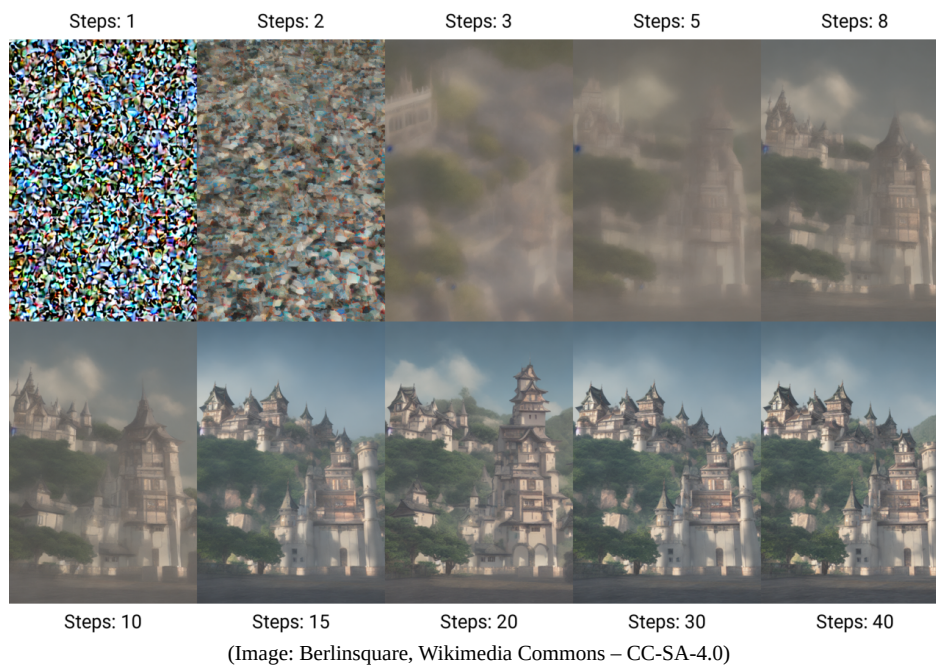 Steps: 1 Steps: 2 Steps: 3 Steps: 5 Steps: 8
Steps: 10 Steps: 15 Steps: 20 Steps: 30 Steps: 40
(Image: Berlinsquare, Wikimedia Commons – CC-SA-4.0)